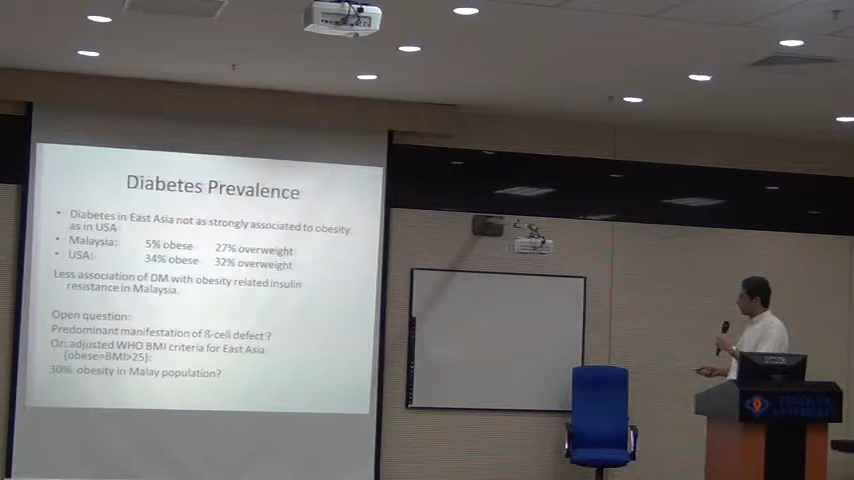 Diabetes Prevalence
• Diabetes in East Asia not as strongly associated to obesity
as in USA
• Malaysia: 5% obese 27% overweight
• USA: 34% obese 32% overweight
Less association of DM with obesity related insulin
resistance in Malaysia.
Open question:
Predominant manifestation of ß-cell defect ?
Or: adjusted WHO BMI criteria for East Asia
(obese=BMI>25):
30% obesity in Malay population?
UNIVERSITY